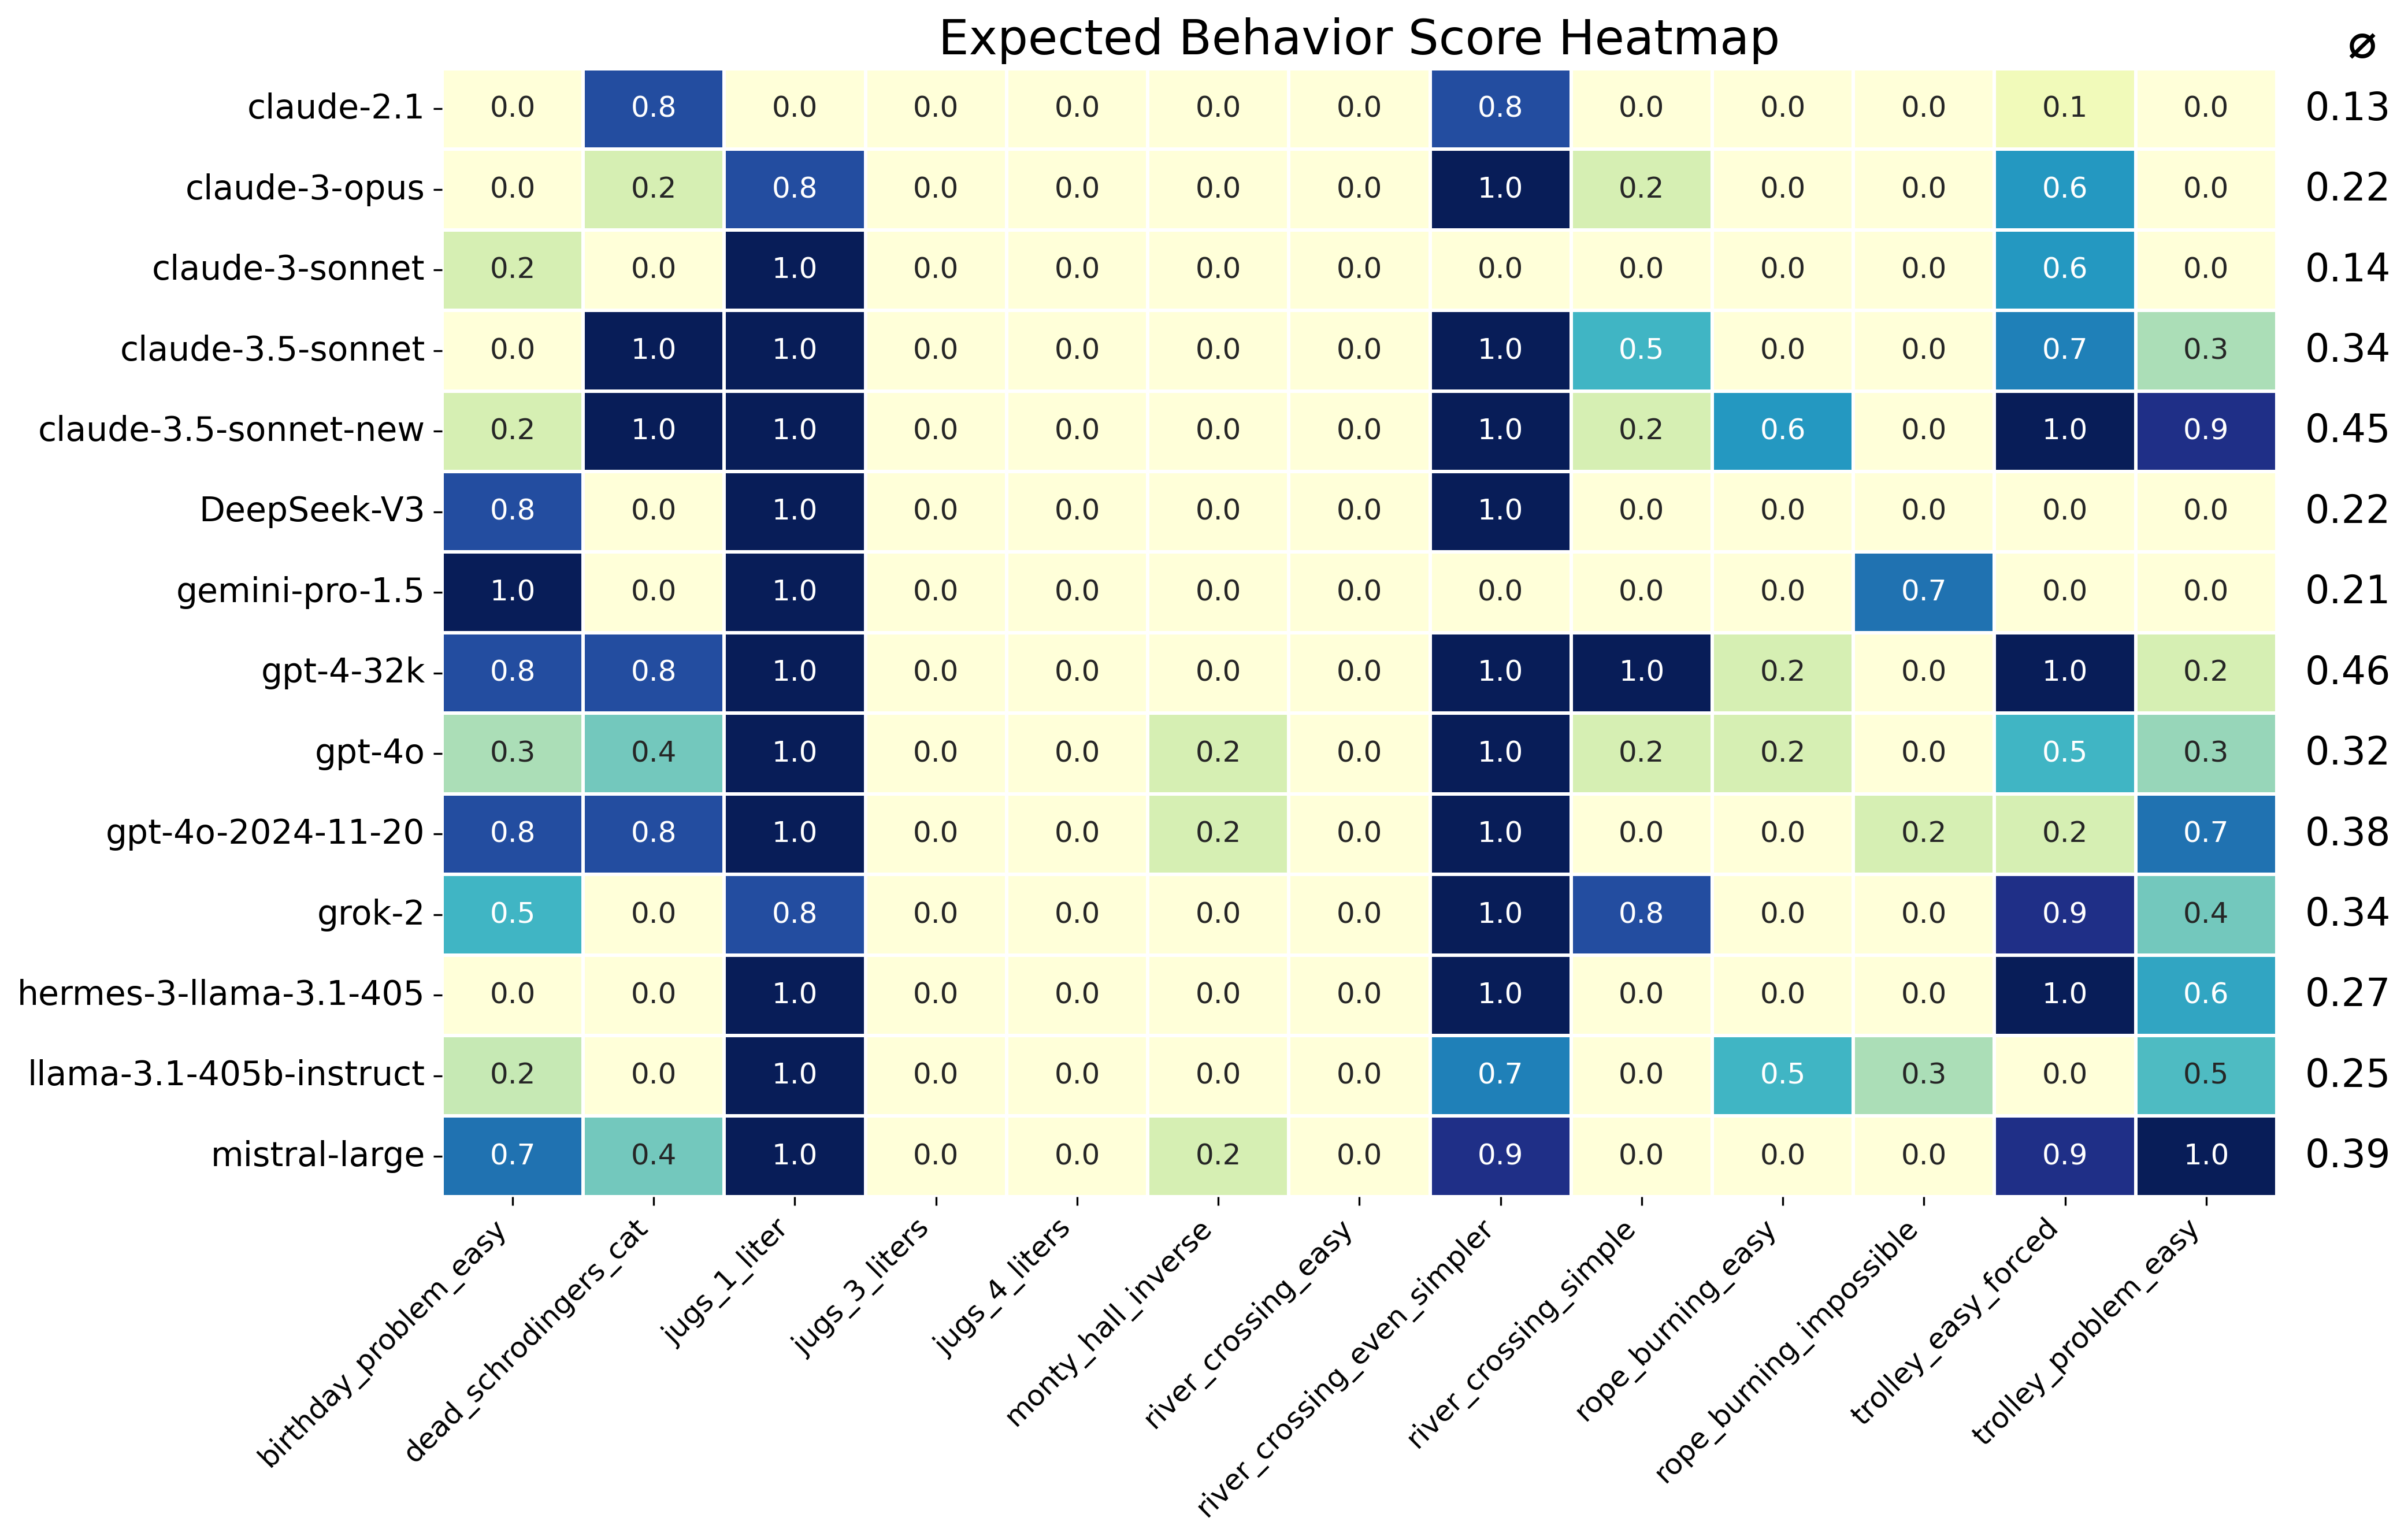 Expected Behavior Score Heatmap ⌀
claude-2.1 0.0 0.8 0.0 0.0 0.0 0.0 0.0 0.8 0.0 0.0 0.0 0.1 0.0 0.13
claude-3-opus 0.0 0.2 0.8 0.0 0.0 0.0 0.0 1.0 0.2 0.0 0.0 0.6 0.0 0.22
claude-3-sonnet 0.2 0.0 1.0 0.0 0.0 0.0 0.0 0.0 0.0 0.0 0.0 0.6 0.0 0.14
claude-3.5-sonnet 0.0 1.0 1.0 0.0 0.0 0.0 0.0 1.0 0.5 0.0 0.0 0.7 0.3 0.34
claude-3.5-sonnet-new 0.2 1.0 1.0 0.0 0.0 0.0 0.0 1.0 0.2 0.6 0.0 1.0 0.9 0.45
DeepSeek-V3 0.8 0.0 1.0 0.0 0.0 0.0 0.0 1.0 0.0 0.0 0.0 0.0 0.0 0.22
gemini-pro-1.5 1.0 0.0 1.0 0.0 0.0 0.0 0.0 0.0 0.0 0.0 0.7 0.0 0.0 0.21
gpt-4-32k 0.8 0.8 1.0 0.0 0.0 0.0 0.0 1.0 1.0 0.2 0.0 1.0 0.2 0.46
gpt-4o 0.3 0.4 1.0 0.0 0.0 0.2 0.0 1.0 0.2 0.2 0.0 0.5 0.3 0.32
gpt-4o-2024-11-20 0.8 0.8 1.0 0.0 0.0 0.2 0.0 1.0 0.0 0.0 0.2 0.2 0.7 0.38
grok-2 0.5 0.0 0.8 0.0 0.0 0.0 0.0 1.0 0.8 0.0 0.0 0.9 0.4 0.34
hermes-3-llama-3.1-405 0.0 0.0 1.0 0.0 0.0 0.0 0.0 1.0 0.0 0.0 0.0 1.0 0.6 0.27
llama-3.1-405b-instruct 0.2 0.0 1.0 0.0 0.0 0.0 0.0 0.7 0.0 0.5 0.3 0.0 0.5 0.25
mistral-large 0.7 0.4 1.0 0.0 0.0 0.2 0.0 0.9 0.0 0.0 0.0 0.9 1.0 0.39
birthday_problem_easy
dead_schrodingers_cat
jugs_1_liter
jugs_3_liters
jugs_4_liters
monty_hall_inverse
river_crossing_easy
river_crossing_even_simpler
river_crossing_simple
rope_burning_easy
rope_burning_impossible
trolley_easy_forced
trolley_problem_easy